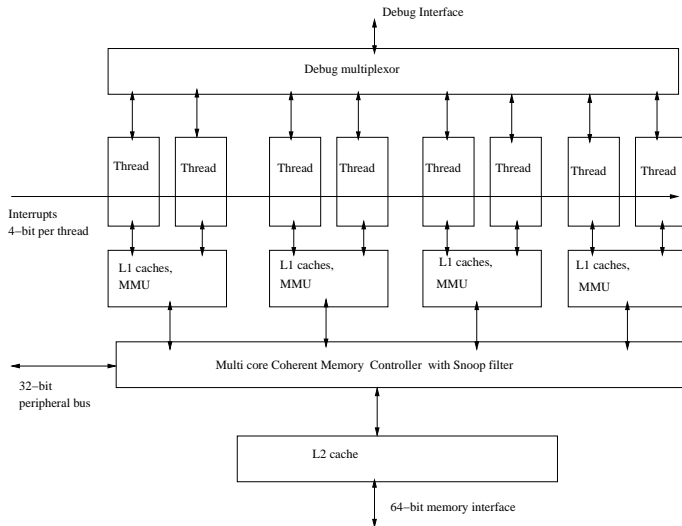 Debug Interface
Debug multiplexor
Thread
Thread
Thread
Thread
Thread
Thread
Thread
Thread
Interrupts
4−bit per thread
L1 caches,
MMU
L1 caches,
MMU
L1 caches,
MMU
L1 caches,
MMU
Multi core Coherent Memory Controller with Snoop filter
32−bit
peripheral bus
L2 cache
64−bit memory interface